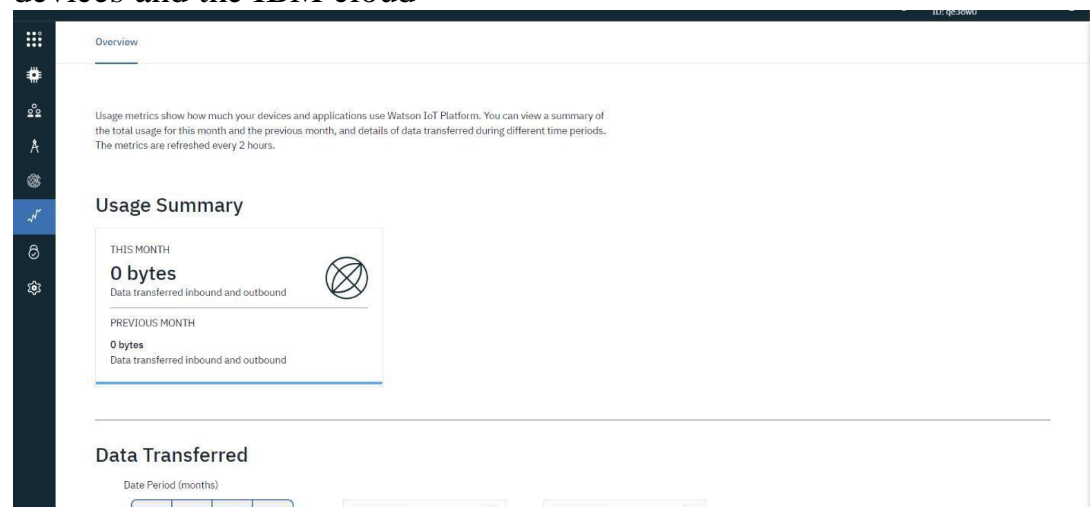 devices and the IBM cloud
ID: qe38w0
Overview
Usage metrics show how much your devices and applications use Watson IoT Platform. You can view a summary of
the total usage for this month and the previous month, and details of data transferred during different time periods.
The metrics are refreshed every 2 hours.
Usage Summary
THIS MONTH
0 bytes
Data transferred inbound and outbound
PREVIOUS MONTH
0 bytes
Data transferred inbound and outbound
Data Transferred
Date Period (months)